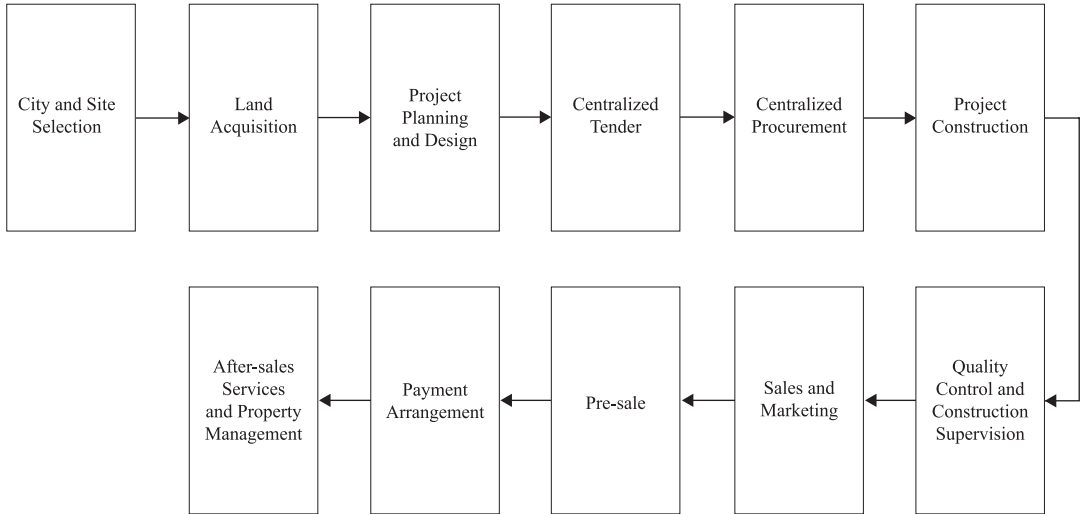 City and Site
Selection
Land
Acquisition
Project
Planning
and Design
Centralized
Tender
Centralized
Procurement
Project
Construction
Quality
Control and
Construction
Supervision
Sales and
Marketing
Pre-sale
Payment
Arrangement
After-sales
Services
and Property
Management